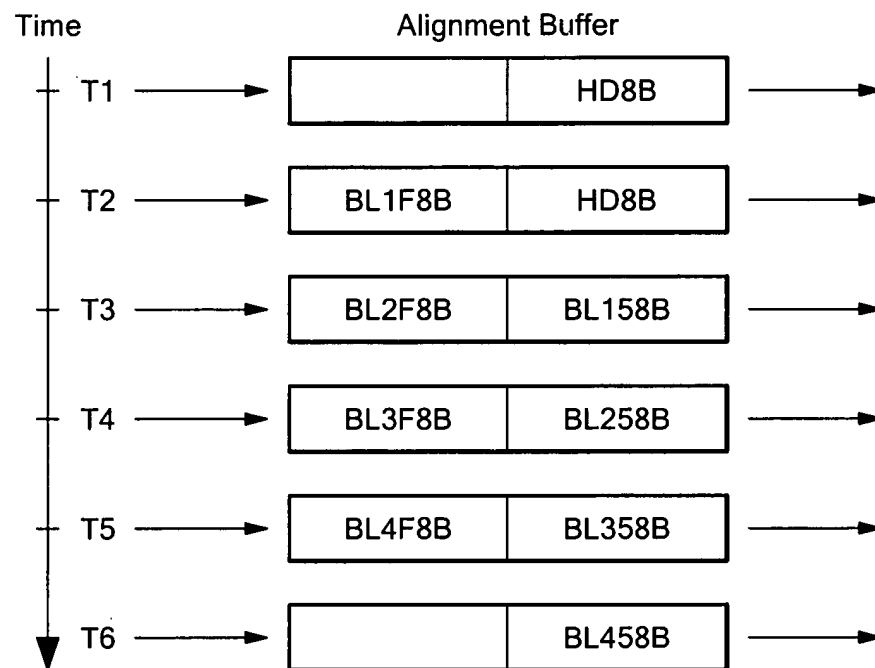 Time Alignment Buffer
T1 HD8B
T2 BL1F8B HD8B
T3 BL2F8B BL158B
T4 BL3F8B BL258B
T5 BL4F8B BL358B
T6 BL458B